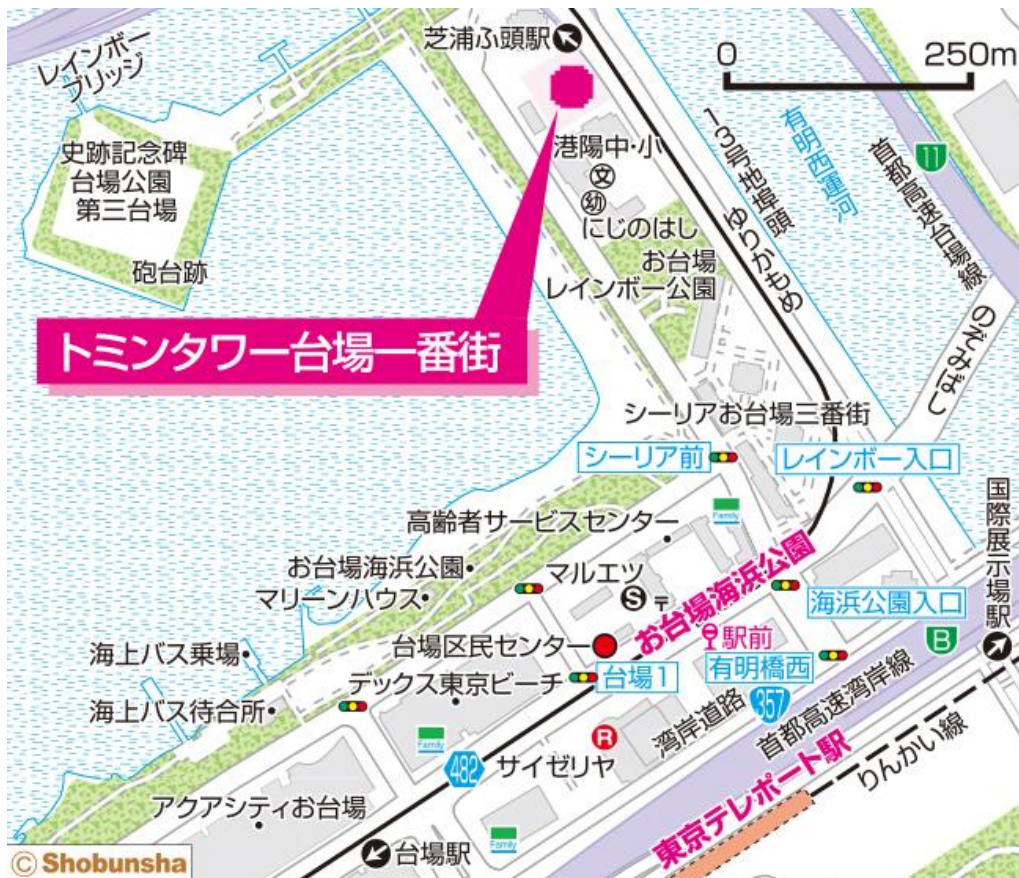 芝浦ふ頭駅
0 250m
レインボー
ブリッジ
史跡記念碑
台場公園
第三台場
砲台跡
港陽中・小
文
幼
にじのはし
お台場
レインボー公園
13号地埠頭
ゆりかもめ
有明西運河
首都高速台場線
11
のぞみばし
トミンタワー台場一番街
シーリアお台場三番街
シーリア前
レインボー入口
高齢者サービスセンター
Family
お台場海浜公園
マリーンハウス
マルエツ
S
〒
お台場海浜公園
駅前
海浜公園入口
国際展示場駅
B
海上バス乗場
台場区民センター
台場1
有明橋西
デックス東京ビーチ
海上バス待合所
357
湾岸道路
首都高速湾岸線
Family
482
R
サイゼリヤ
りんかい線
東京テレポート駅
アクアシティお台場
台場駅
Family
© Shobunsha